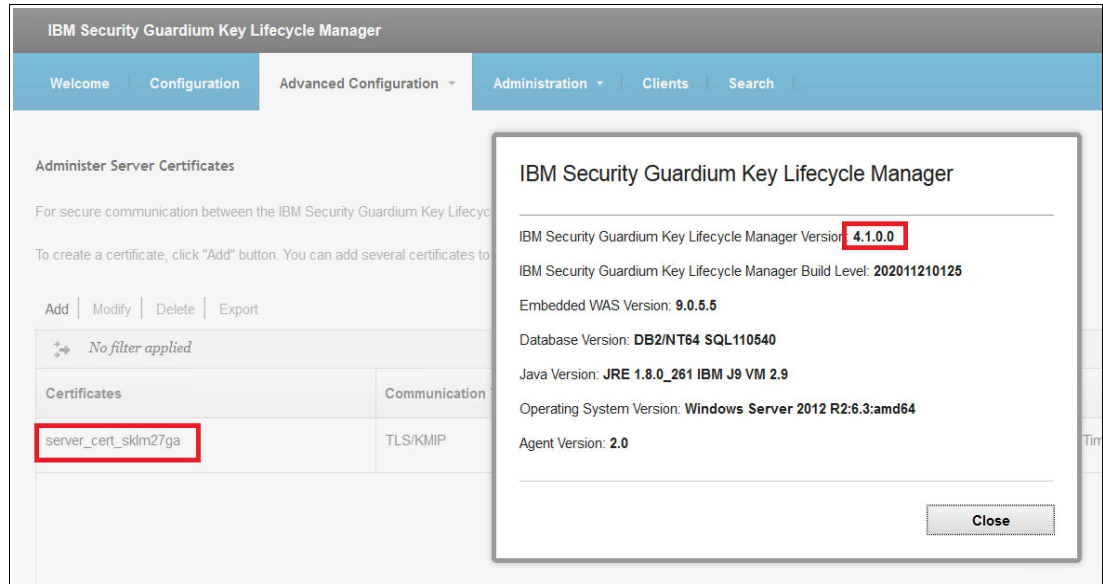 IBM Security Guardium Key Lifecycle Manager
Welcome Configuration Advanced Configuration Administration Clients Search
Administer Server Certificates
For secure communication between the IBM Security Guardium Key
To create a certificate, click "Add" button. You can add several certificates to
Add Modify Delete Export
No filter applied
Certificates Communication
server_cert_sklm27ga TLS/KMIP
IBM Security Guardium Key Lifecycle Manager
IBM Security Guardium Key Lifecycle Manager Version: 4.1.0.0
IBM Security Guardium Key Lifecycle Manager Build Level: 202011210125
Embedded WAS Version: 9.0.5.5
Database Version: DB2/NT64 SQL110540
Java Version: JRE 1.8.0_261 IBM J9 VM 2.9
Operating System Version: Windows Server 2012 R2:6.3:amd64
Agent Version: 2.0
Close